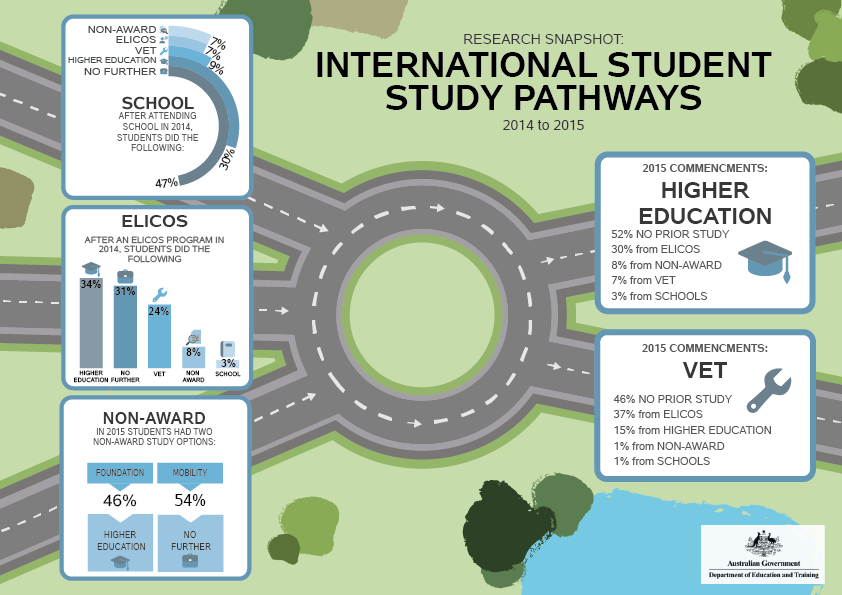 RESEARCH SNAPSHOT:
INTERNATIONAL STUDENT
STUDY PATHWAYS
2014 to 2015
NON-AWARD
ELICOS
VET
HIGHER EDUCATION
NO FURTHER
7%
7%
9%
30%
47%
SCHOOL
AFTER ATTENDING
SCHOOL IN 2014,
STUDENTS DID THE
FOLLOWING:
ELICOS
AFTER AN ELICOS PROGRAM IN
2014, STUDENTS DID THE
FOLLOWING
34%
31%
24%
8%
3%
HIGHER
EDUCATION
NO
FURTHER
VET
NON
AWARD
SCHOOL
NON-AWARD
IN 2015 STUDENTS HAD TWO
NON-AWARD STUDY OPTIONS:
FOUNDATION
46%
HIGHER
EDUCATION
MOBILITY
54%
NO
FURTHER
2015 COMMENCMENTS:
HIGHER
EDUCATION
52% NO PRIOR STUDY
30% from ELICOS
8% from NON-AWARD
7% from VET
3% from SCHOOLS
2015 COMMENCMENTS:
VET
46% NO PRIOR STUDY
37% from ELICOS
15% from HIGHER EDUCATION
1% from NON-AWARD
1% from SCHOOLS
Australian Government
Department of Education and Training